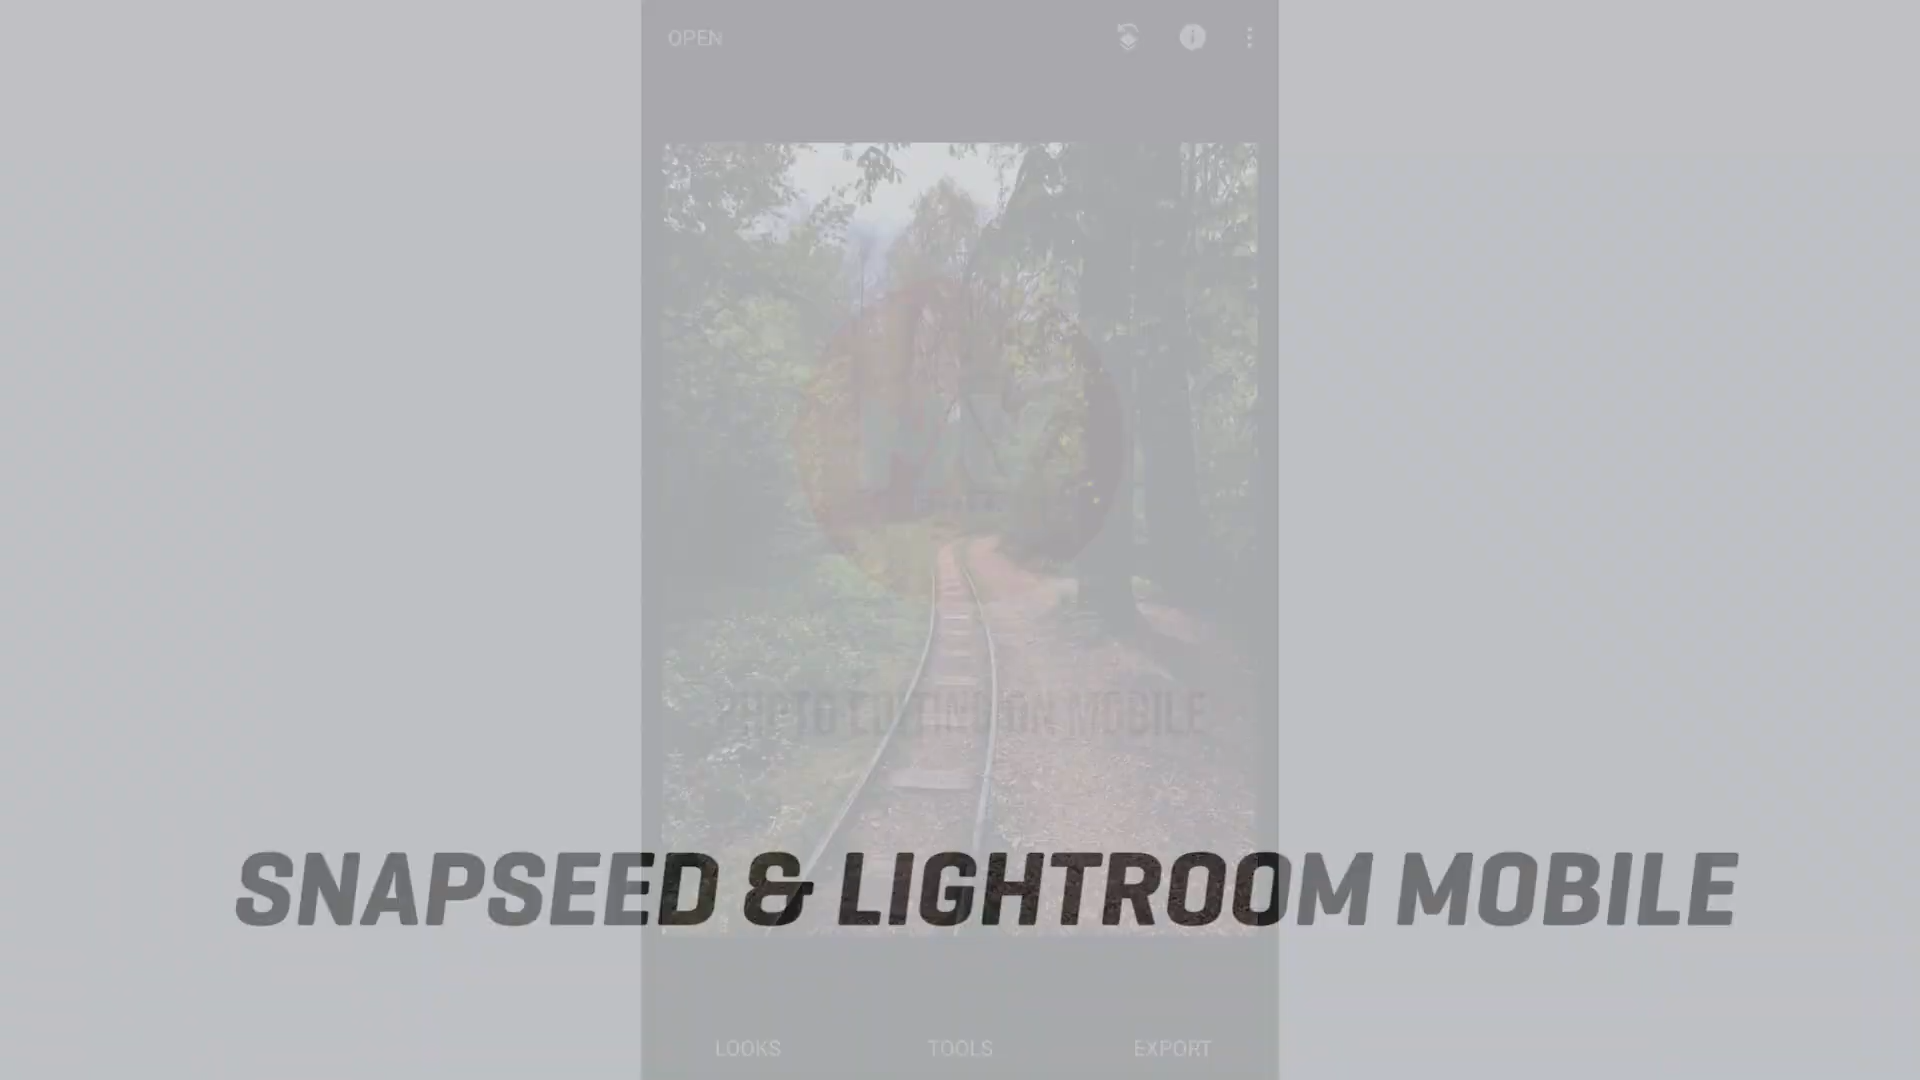 OPEN
PHOTO EDITING ON MOBILE
SNAPSEED & LIGHTROOM MOBILE
LOOKS TOOLS EXPORT